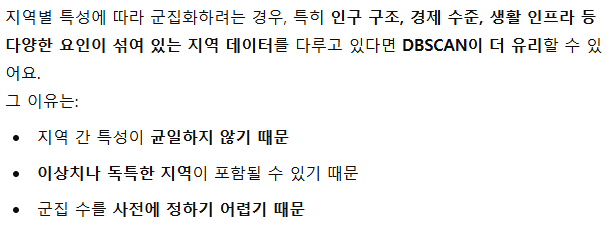 지역별 특성에 따라 군집화하려는 경우, 특히 인구 구조, 경제 수준, 생활 인프라 등
다양한 요인이 섞여 있는 지역 데이터를 다루고 있다면 DBSCAN이 더 유리할 수 있
어요.
그 이유는:
• 지역 간 특성이 균일하지 않기 때문
• 이상치나 독특한 지역이 포함될 수 있기 때문
• 군집 수를 사전에 정하기 어렵기 때문